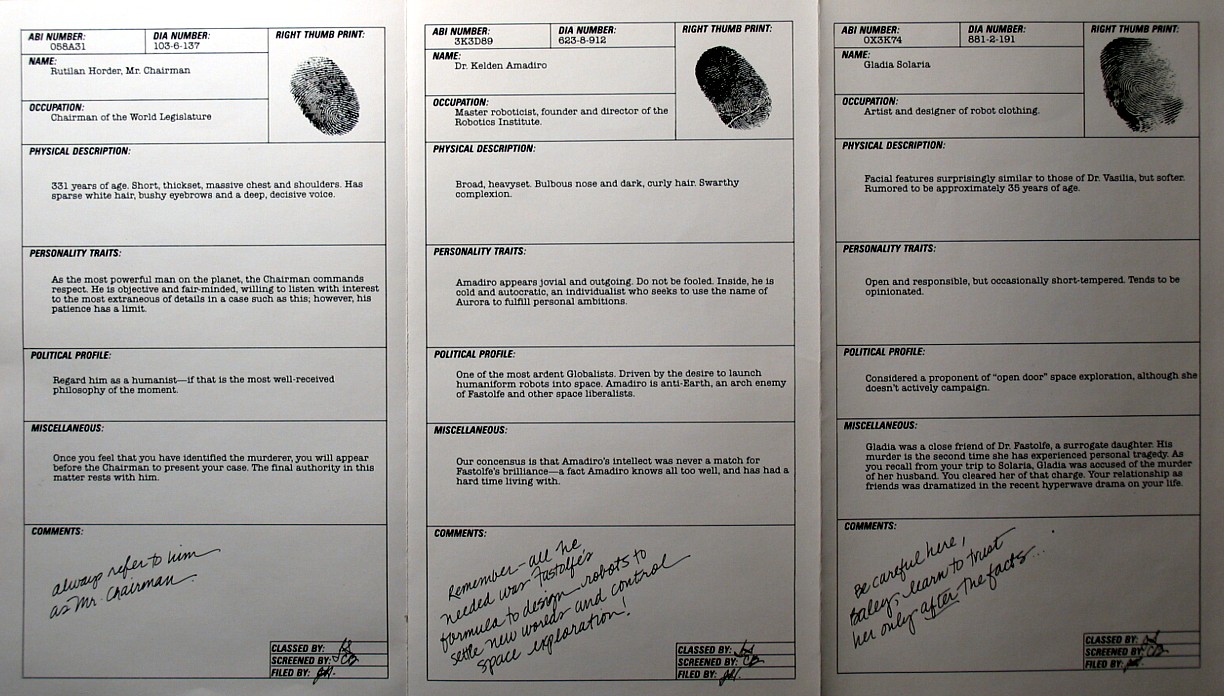 ABI NUMBER:
058A31
DIA NUMBER:
103-6-137
RIGHT THUMB PRINT:
NAME:
Rutilan Horder, Mr. Chairman
OCCUPATION:
Chairman of the World Legislature
PHYSICAL DESCRIPTION:
331 years of age. Short, thickset, massive chest and shoulders. Has
sparse white hair, bushy eyebrows and a deep, decisive voice.
PERSONALITY TRAITS:
As the most powerful man on the planet, the Chairman commands
respect. He is objective and fair-minded, willing to listen with interest
to the most extraneous of details in a case such as this; however, his
patience has a limit.
POLITICAL PROFILE:
Regard him as a humanist—if that is the most well-received
philosophy of the moment.
MISCELLANEOUS:
Once you feel that you have identified the murderer, you will appear
before the Chairman to present your case. The final authority in this
matter rests with him.
COMMENTS:
always refer to him
as Mr. Chairman.
CLASSED BY:
SCREENED BY:
FILED BY:
ABI NUMBER:
3K3D89
DIA NUMBER:
623-8-912
RIGHT THUMB PRINT:
NAME:
Dr. Kelden Amadiro
OCCUPATION:
Master roboticist, founder and director of the
Robotics Institute.
PHYSICAL DESCRIPTION:
Broad, heavyset. Bulbous nose and dark, curly hair. Swarthy
complexion.
PERSONALITY TRAITS:
Amadiro appears jovial and outgoing. Do not be fooled. Inside, he is
cold and autocratic, an individualist who seeks to use the name of
Aurora to fulfill personal ambitions.
POLITICAL PROFILE:
One of the most ardent Globalists. Driven by the desire to launch
humaniform robots into space. Amadiro is anti-Earth, an arch enemy
of Fastolfe and other space liberalists.
MISCELLANEOUS:
Our concensus is that Amadiro's intellect was never a match for
Fastolfe's brilliance—a fact Amadiro knows all too well, and has had a
hard time living with.
COMMENTS:
Remember—all he
needed was Fastolfe's
formula to design robots to
settle new worlds and control
space exploration!
CLASSED BY:
SCREENED BY:
FILED BY:
ABI NUMBER:
0X3K74
DIA NUMBER:
881-2-191
RIGHT THUMB PRINT:
NAME:
Gladia Solaria
OCCUPATION:
Artist and designer of robot clothing.
PHYSICAL DESCRIPTION:
Facial features surprisingly similar to those of Dr. Vasilia, but softer.
Rumored to be approximately 35 years of age.
PERSONALITY TRAITS:
Open and responsible, but occasionally short-tempered. Tends to be
opinionated.
POLITICAL PROFILE:
Considered a proponent of "open door" space exploration, although she
doesn't actively campaign.
MISCELLANEOUS:
Gladia was a close friend of Dr. Fastolfe, a surrogate daughter. His
murder is the second time she has experienced personal tragedy. As
you recall from your trip to Solaria, Gladia was accused of the murder
of her husband. You cleared her of that charge. Your relationship as
friends was dramatized in the recent hyperwave drama on your life.
COMMENTS:
Be careful here,
Baley, learn to trust
her only after the facts...
CLASSED BY:
SCREENED BY:
FILED BY: